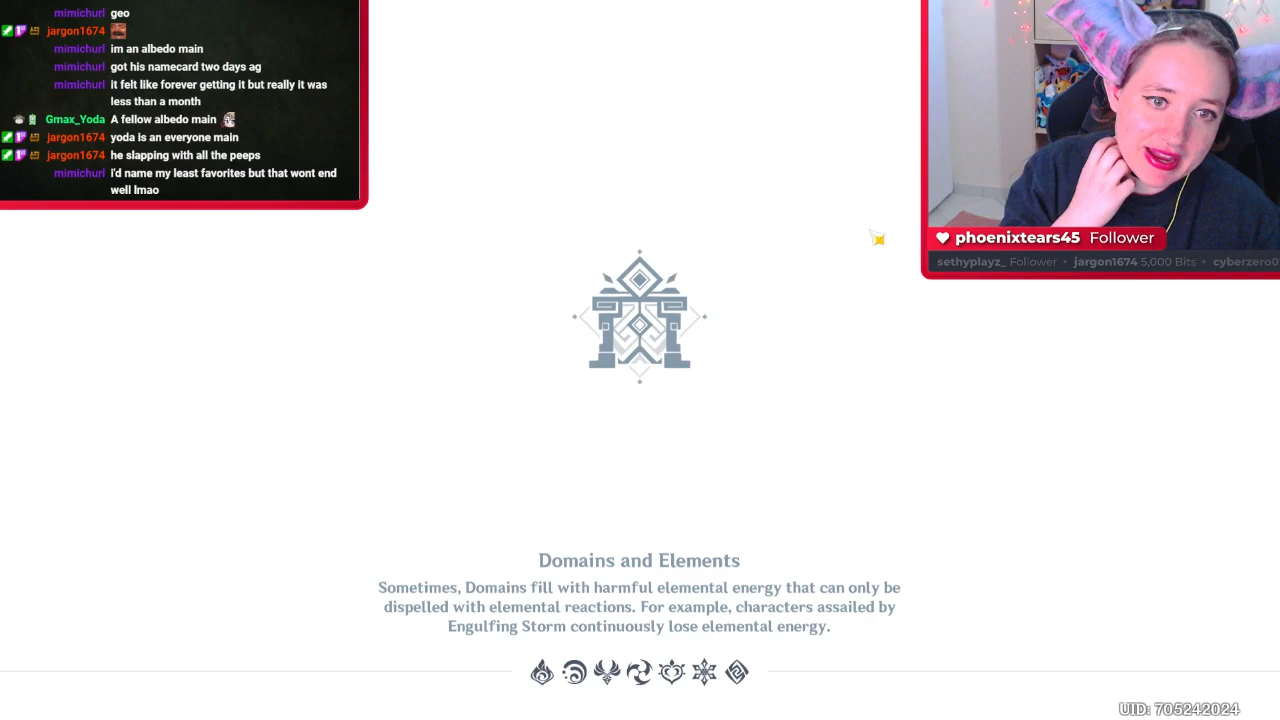 mimichurl geo
jargon1674
mimichurl im an albedo main
mimichurl got his namecard two days ag
mimichurl it felt like forever getting it but really it was
less than a month
Gmax_Yoda A fellow albedo main
jargon1674 yoda is an everyone main
jargon1674 he slapping with all the peeps
mimichurl i'd name my least favorites but that wont end
well lmao
phoenixtears45 Follower
sethyplayz_ Follower • jargon1674 5,000 Bits • cyberzero0
Domains and Elements
Sometimes, Domains fill with harmful elemental energy that can only be
dispelled with elemental reactions. For example, characters assailed by
Engulfing Storm continuously lose elemental energy.
UID: 705242024